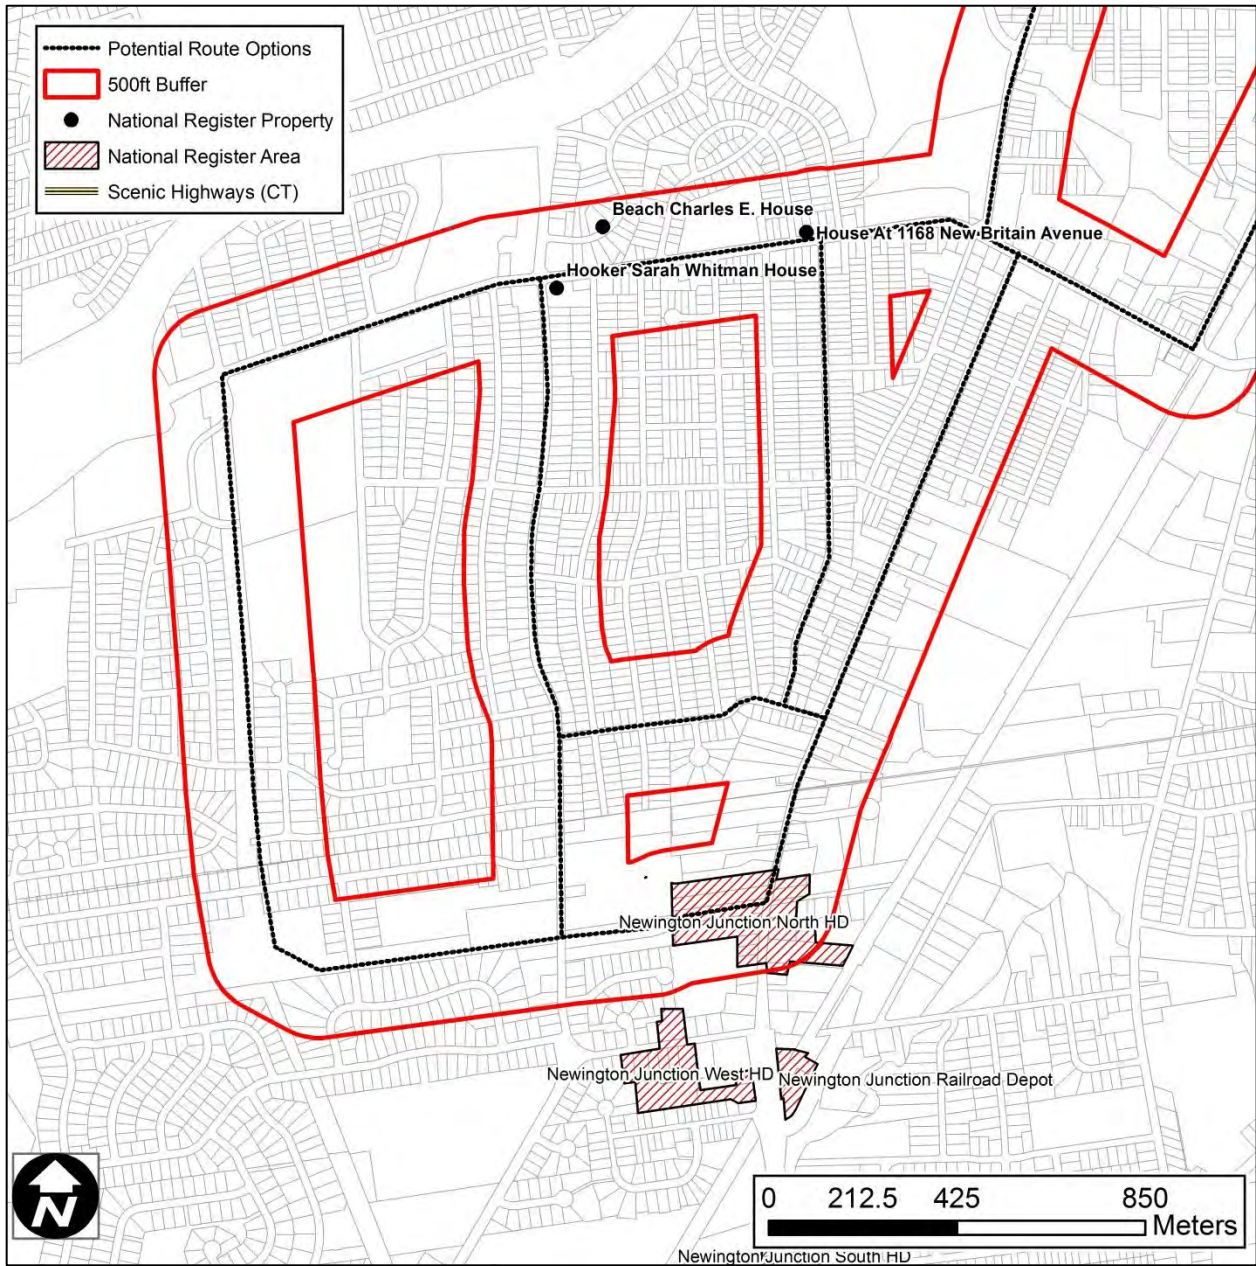 Potential Route Options
500ft Buffer
National Register Property
National Register Area
Scenic Highways (CT)
Beach Charles E. House
House At 1168 New Britain Avenue
Hooker Sarah Whitman House
Newington Junction North HD
Newington Junction West HD
Newington Junction Railroad Depot
N
0 212.5 425 850
Meters
Newington Junction South HD